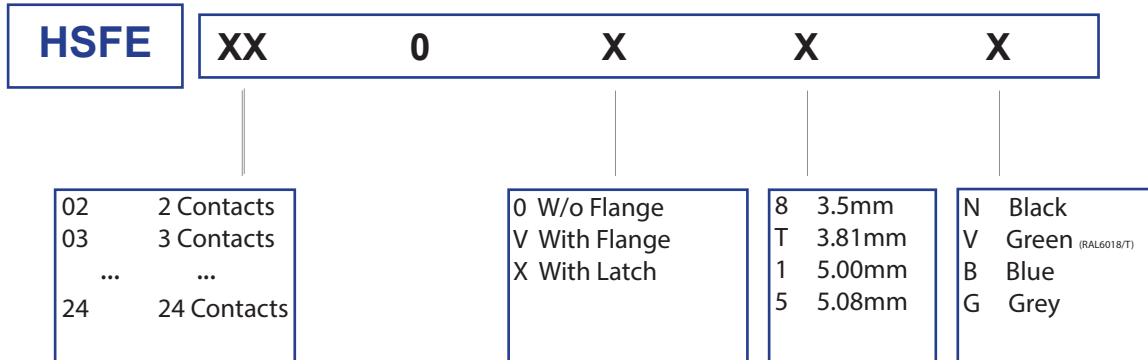 HSFE XX 0 X X X
02 2 Contacts
03 3 Contacts
... ...
24 24 Contacts
0 W/o Flange
V With Flange
X With Latch
8 3.5mm
T 3.81mm
1 5.00mm
5 5.08mm
N Black
V Green (RAL6018/T)
B Blue
G Grey